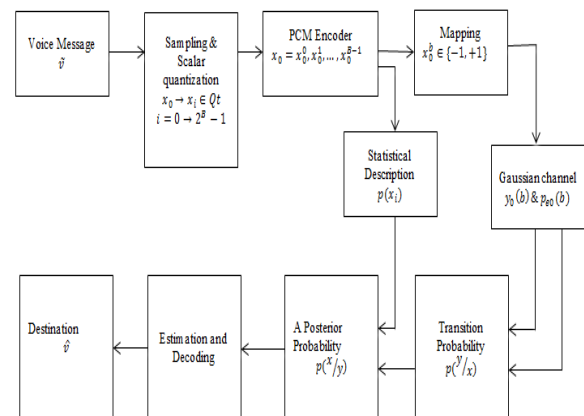 Voice Message
ṽ
Sampling &
Scalar
quantization
x₀ → xᵢ ∈ Qt
i = 0 → 2ᴮ − 1
PCM Encoder
x₀ = x₀⁰, x₀¹, … , x₀ᴮ⁻¹
Mapping
x₀ᵇ ∈ {−1, +1}
Statistical
Description
p(xᵢ)
Gaussian channel
y₀(b) & pₑ₀(b)
Destination
v̂
Estimation and
Decoding
A Posterior
Probability
p(x/y)
Transition
Probability
p(y/x)